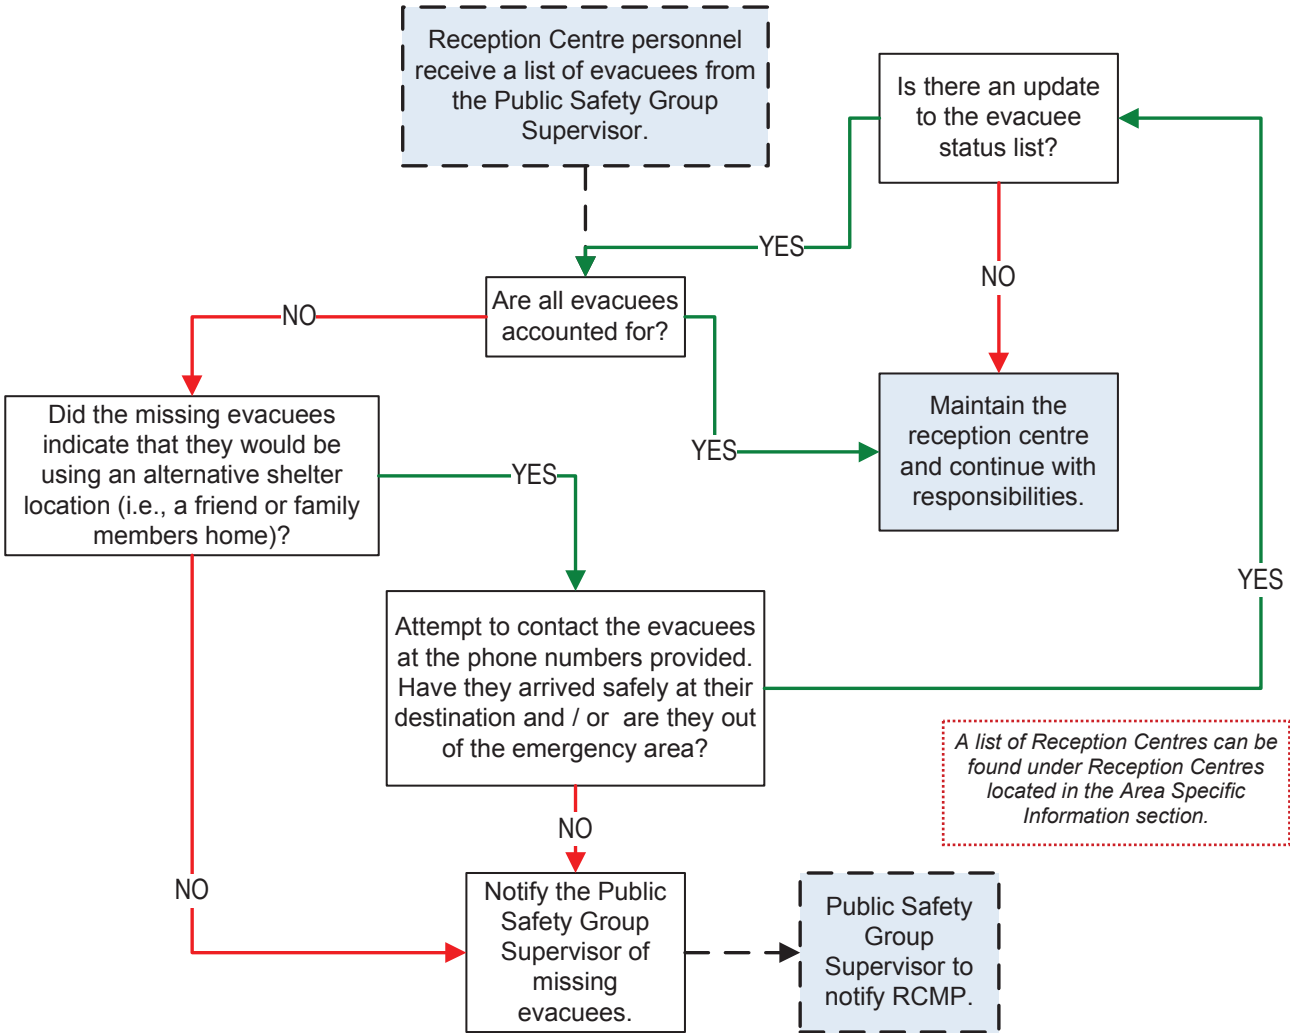 Reception Centre personnel
receive a list of evacuees from
the Public Safety Group
Supervisor.
Is there an update
to the evacuee
status list?
YES
NO
Are all evacuees
accounted for?
NO
YES
Maintain the
reception centre
and continue with
responsibilities.
Did the missing evacuees
indicate that they would be
using an alternative shelter
location (i.e., a friend or family
members home)?
YES
YES
Attempt to contact the evacuees
at the phone numbers provided.
Have they arrived safely at their
destination and / or are they out
of the emergency area?
A list of Reception Centres can be
found under Reception Centres
located in the Area Specific
Information section.
NO
NO
Notify the Public
Safety Group
Supervisor of
missing
evacuees.
Public Safety
Group
Supervisor to
notify RCMP.